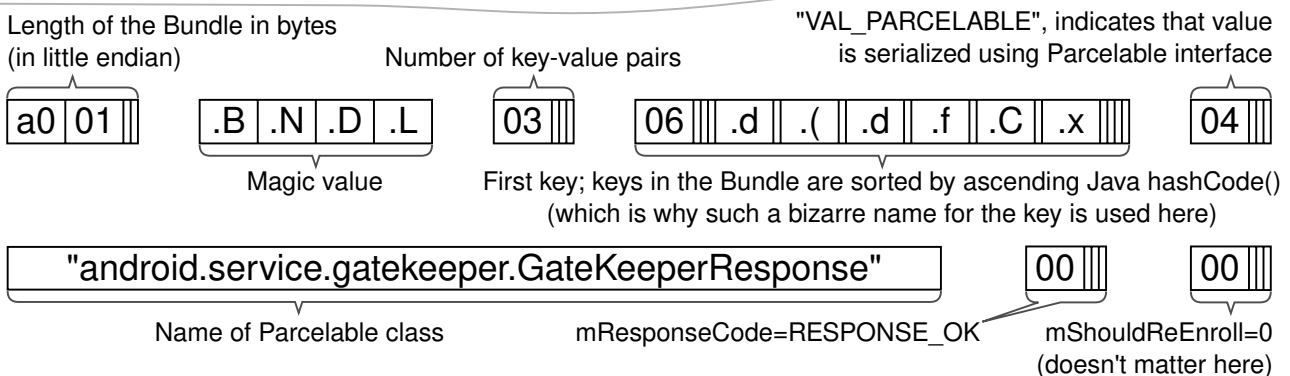 Length of the Bundle in bytes
(in little endian)
Number of key-value pairs
"VAL_PARCELABLE", indicates that value
is serialized using Parcelable interface
a0 01
.B .N .D .L
03
06 .d .( .d .f .C .x
04
Magic value
First key; keys in the Bundle are sorted by ascending Java hashCode()
(which is why such a bizarre name for the key is used here)
"android.service.gatekeeper.GateKeeperResponse"
00
00
Name of Parcelable class
mResponseCode=RESPONSE_OK
mShouldReEnroll=0
(doesn't matter here)